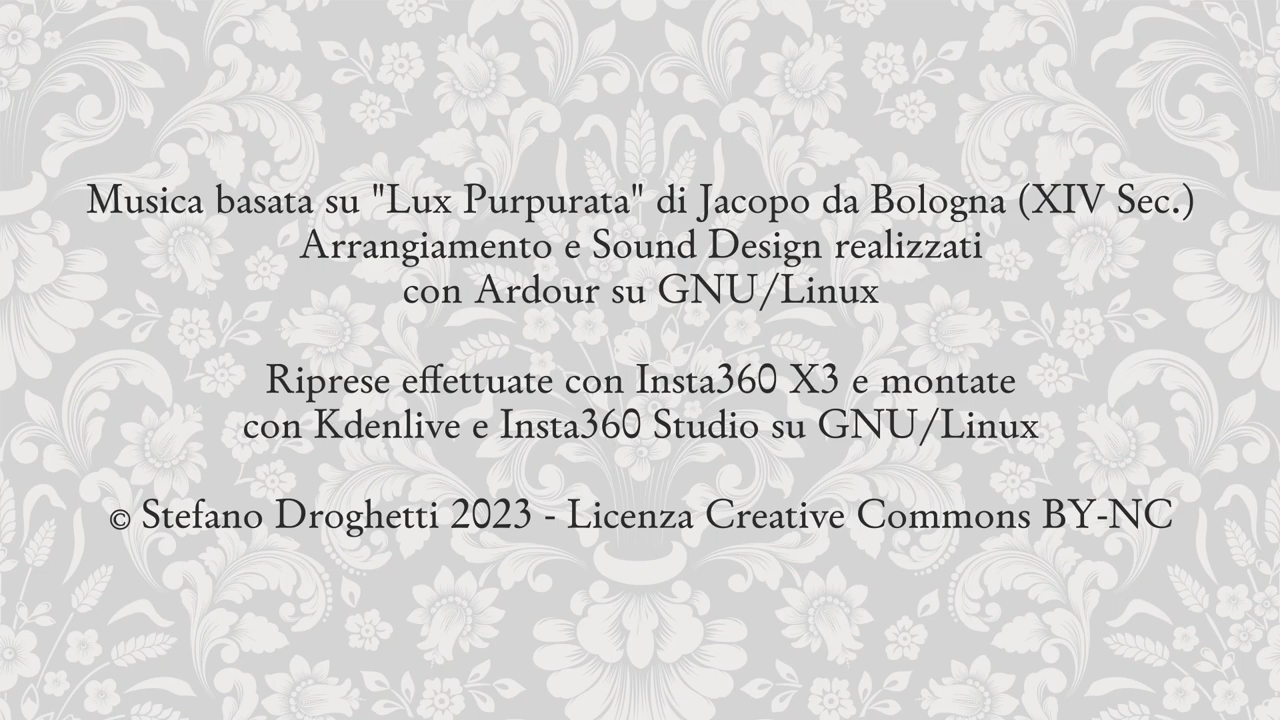 Musica basata su "Lux Purpurata" di Jacopo da Bologna (XIV Sec.)
Arrangiamento e Sound Design realizzati
con Ardour su GNU/Linux
Riprese effettuate con Insta360 X3 e montate
con Kdenlive e Insta360 Studio su GNU/Linux
© Stefano Droghetti 2023 - Licenza Creative Commons BY-NC